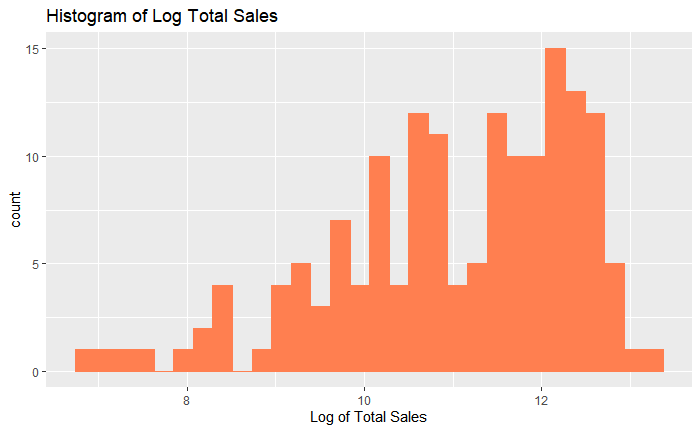 Histogram of Log Total Sales
15
10
5
0
count
8 10 12
Log of Total Sales